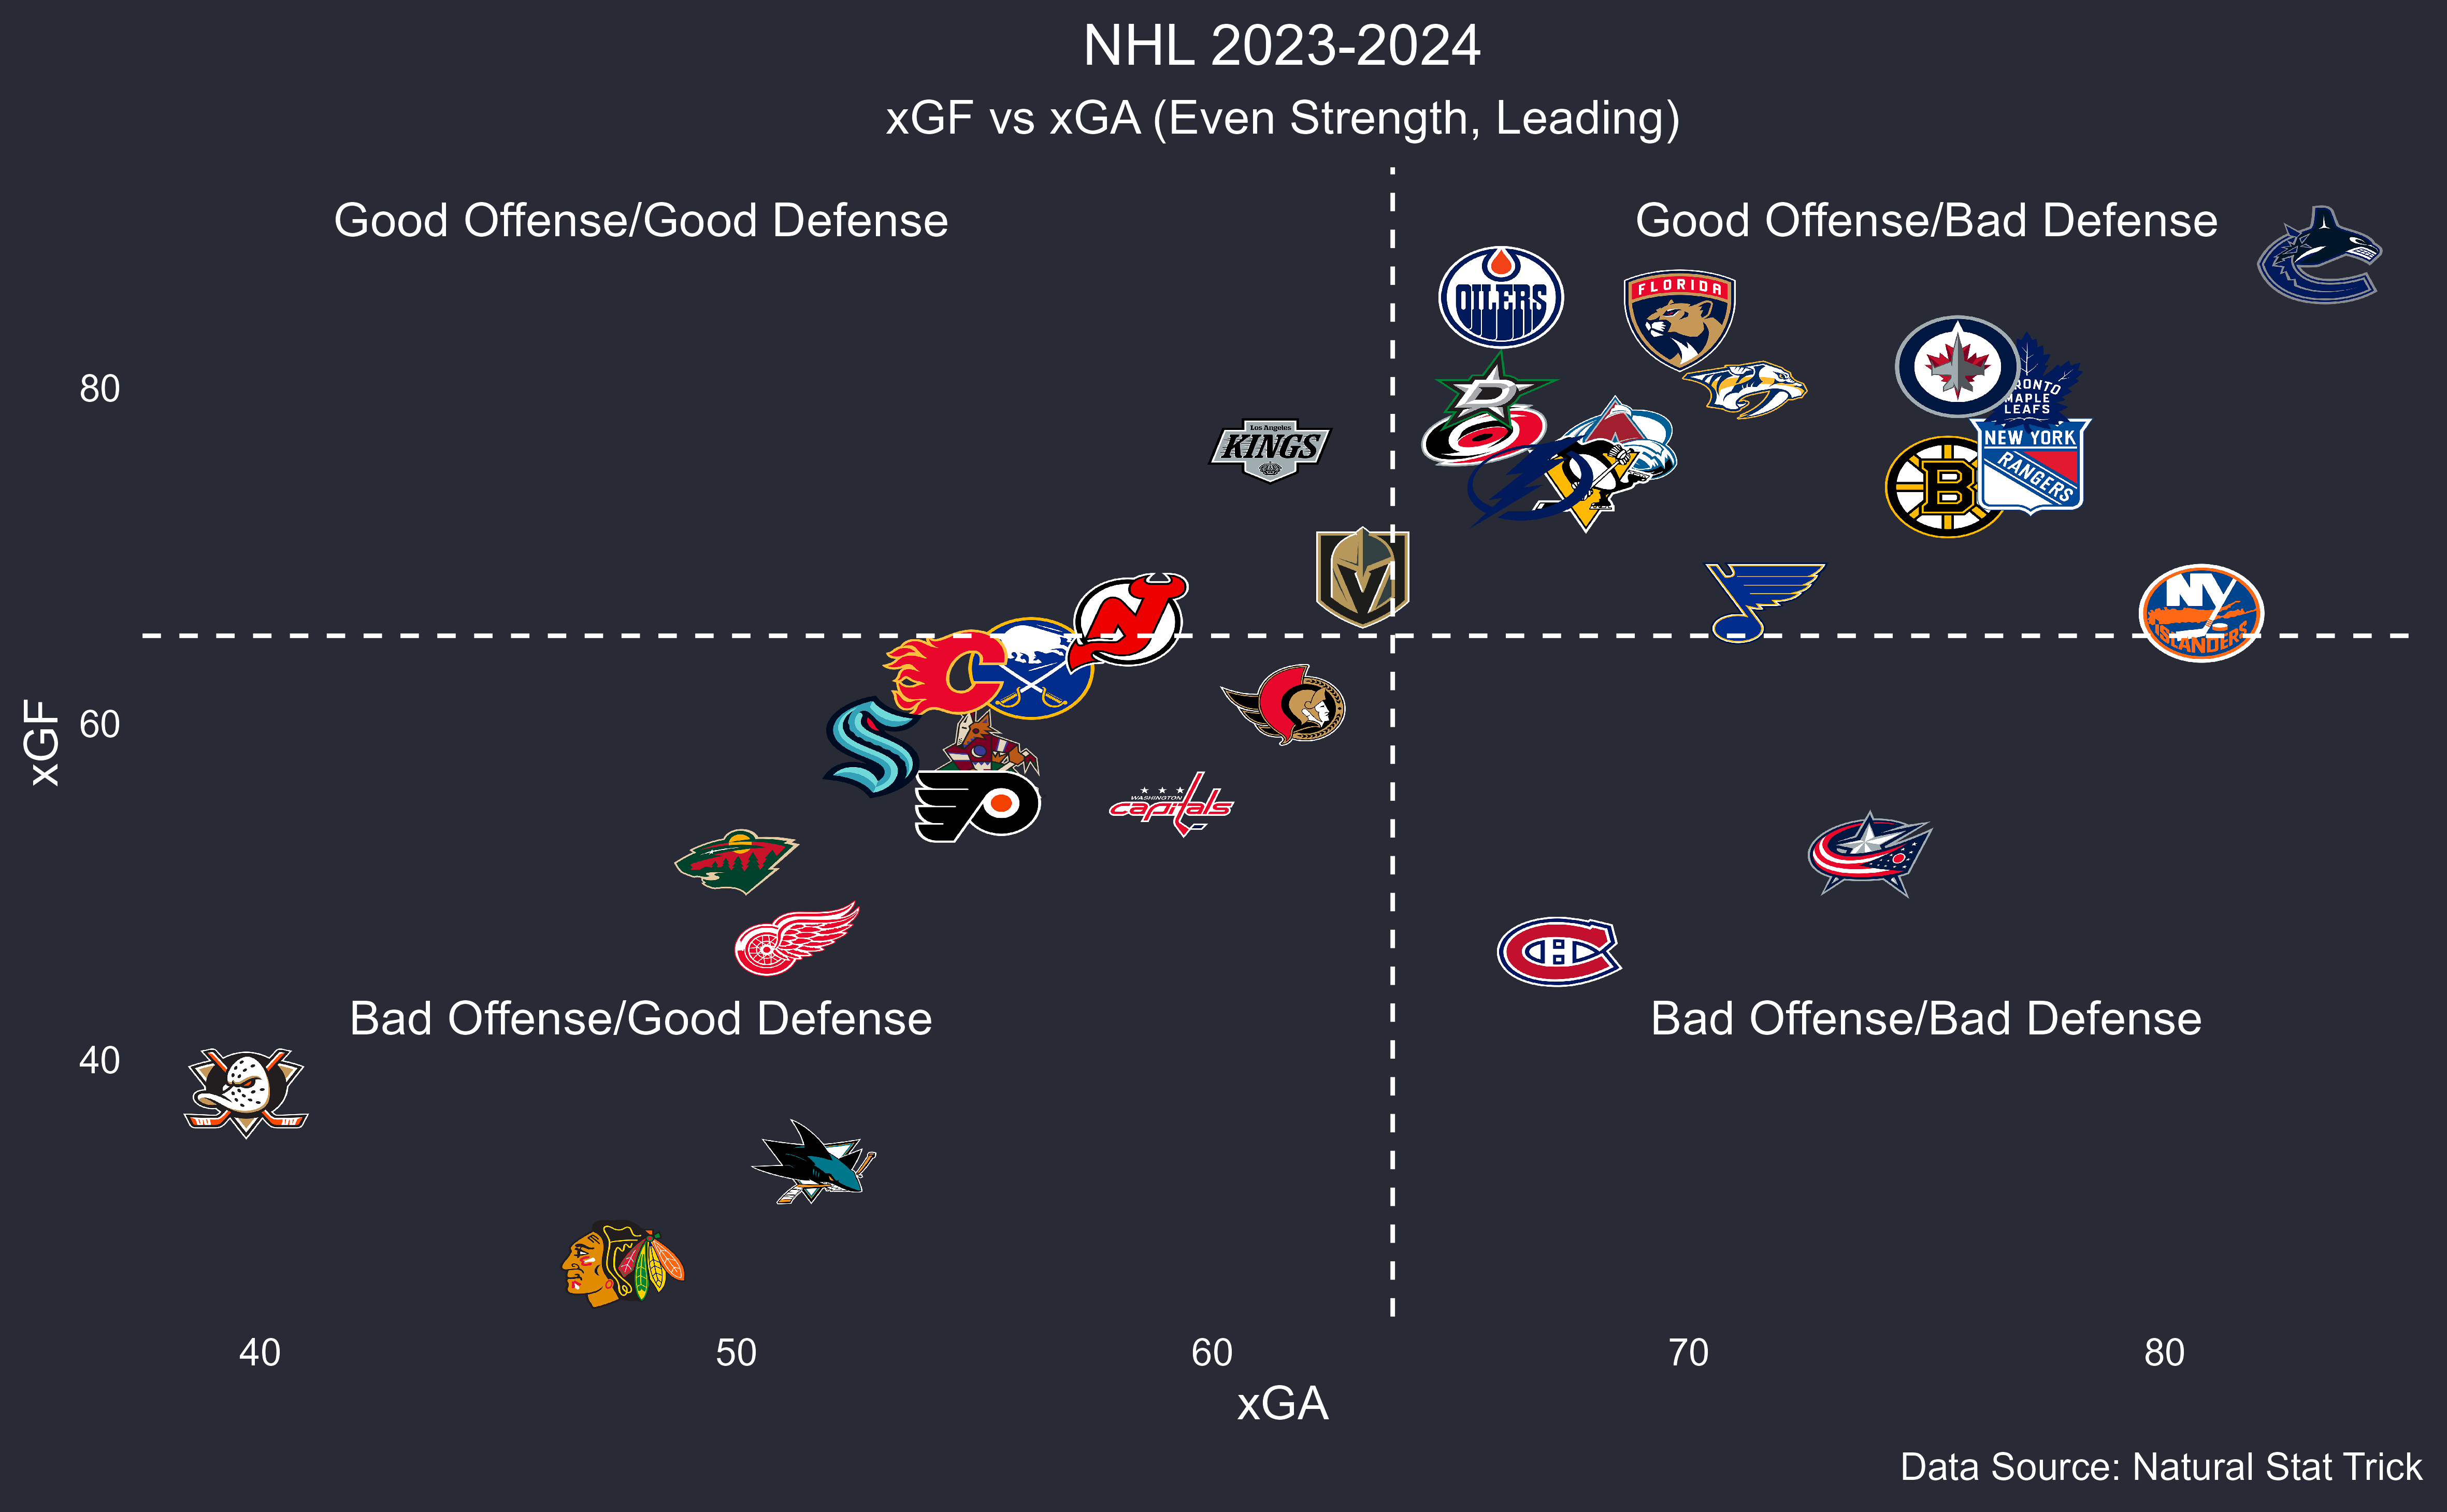 NHL 2023-2024
xGF vs xGA (Even Strength, Leading)
Good Offense/Good Defense
Good Offense/Bad Defense
OILERS
FLORIDA
80
RONTO
MAPLE
LEAFS
Los Angeles
KINGS
NEW YORK
RANGERS
B
NY
ISLANDERS
60
xGF
WASHINGTON
capitals
Bad Offense/Good Defense
Bad Offense/Bad Defense
40
40
50
60
70
80
xGA
Data Source: Natural Stat Trick